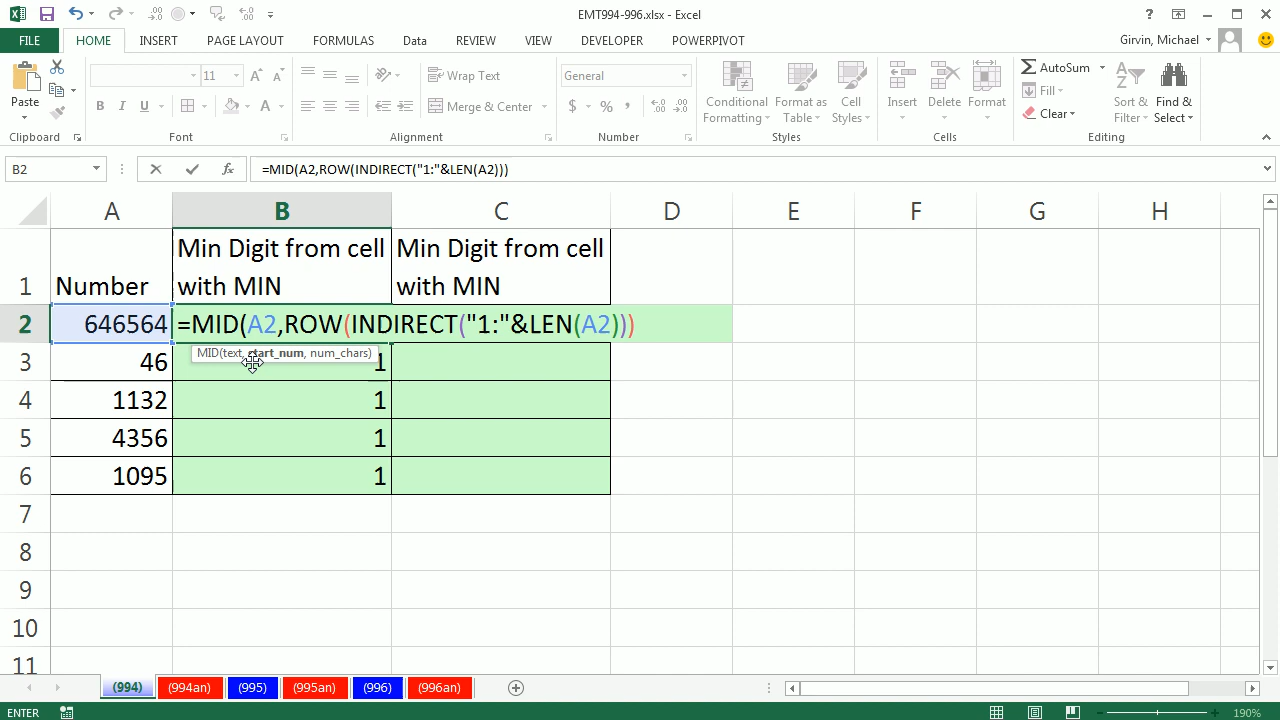 EMT994-996.xlsx - Excel
FILE HOME INSERT PAGE LAYOUT FORMULAS Data REVIEW VIEW DEVELOPER POWERPIVOT Girvin, Michael
Paste
11
Wrap Text
Merge & Center
General
Conditional Formatting
Format as Table
Cell Styles
Insert Delete Format
AutoSum
Fill
Clear
Sort & Filter
Find & Select
Clipboard Font Alignment Number Styles Cells Editing
B2 =MID(A2,ROW(INDIRECT("1:"&LEN(A2)))
A B C D E F G H
1 Number Min Digit from cell with MIN Min Digit from cell with MIN
2 646564 =MID(A2,ROW(INDIRECT("1:"&LEN(A2)))
MID(text, start_num, num_chars)
3 46 1
4 1132 1
5 4356 1
6 1095 1
7
8
9
10
11
(994) (994an) (995) (995an) (996) (996an)
ENTER 190%